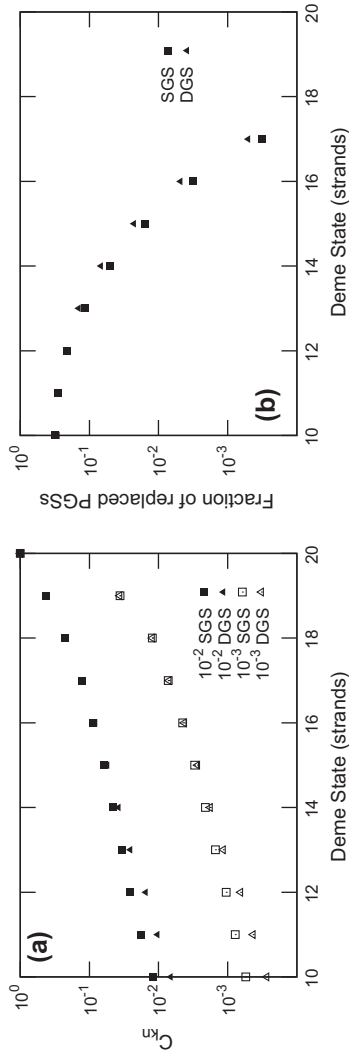 (a)
C_kn
10^0
10^-1
10^-2
10^-3
10 12 14 16 18 20
Deme State (strands)
10^-2 SGS
10^-2 DGS
10^-3 SGS
10^-3 DGS
(b)
Fraction of replaced PGSs
10^0
10^-1
10^-2
10^-3
10 12 14 16 18 20
Deme State (strands)
SGS
DGS